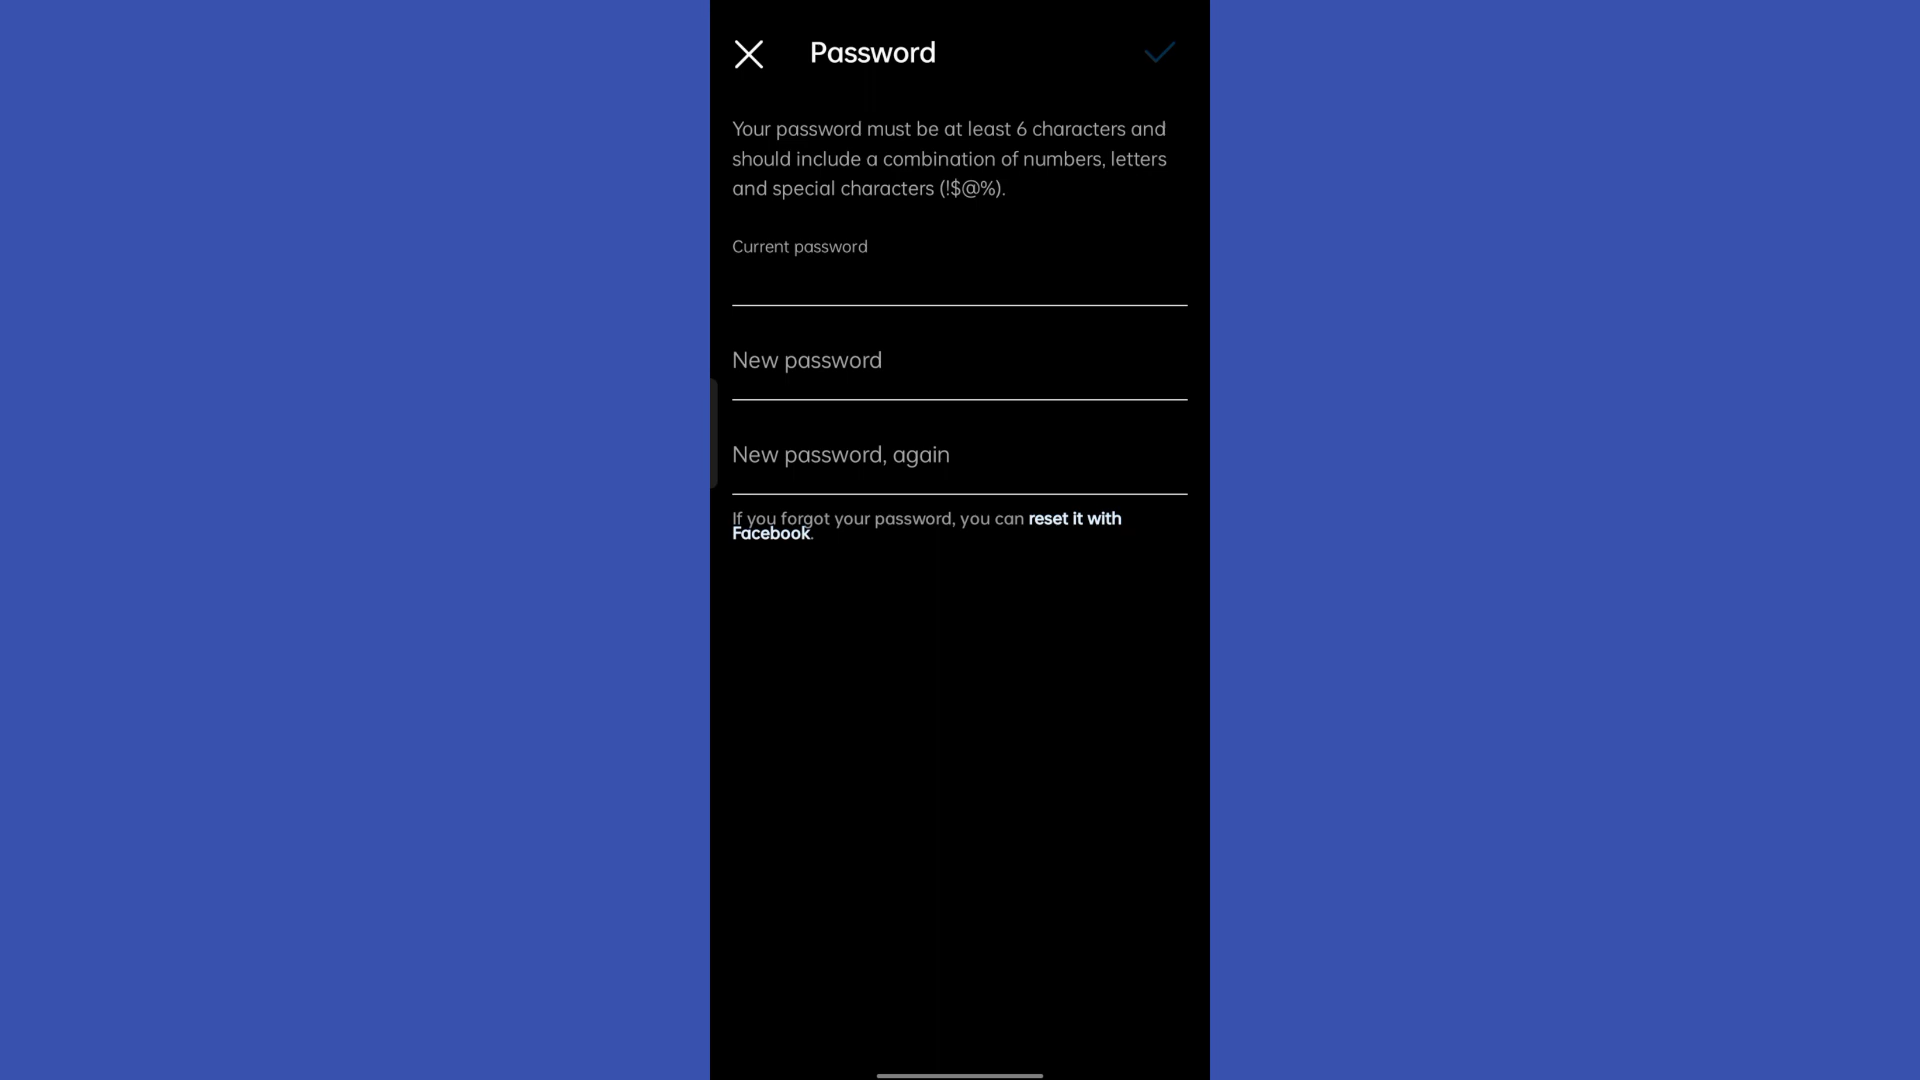 Password
Your password must be at least 6 characters and
should include a combination of numbers, letters
and special characters (!$@%).
Current password
New password
New password, again
If you forgot your password, you can reset it with
Facebook.